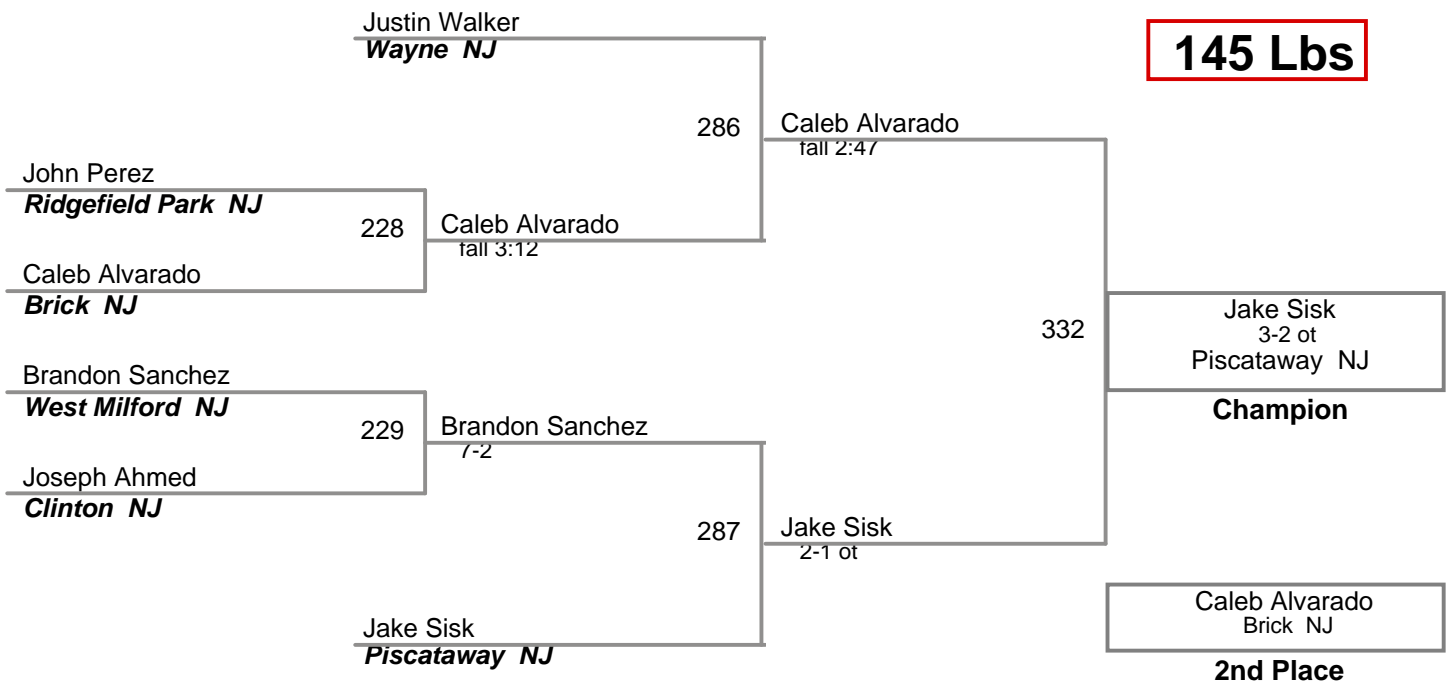 Justin Walker
Wayne NJ
145 Lbs
286
Caleb Alvarado
fall 2:47
John Perez
Ridgefield Park NJ
228
Caleb Alvarado
fall 3:12
Caleb Alvarado
Brick NJ
332
Jake Sisk
3-2 ot
Piscataway NJ
Champion
Brandon Sanchez
West Milford NJ
229
Brandon Sanchez
7-2
Joseph Ahmed
Clinton NJ
287
Jake Sisk
2-1 ot
Jake Sisk
Piscataway NJ
Caleb Alvarado
Brick NJ
2nd Place